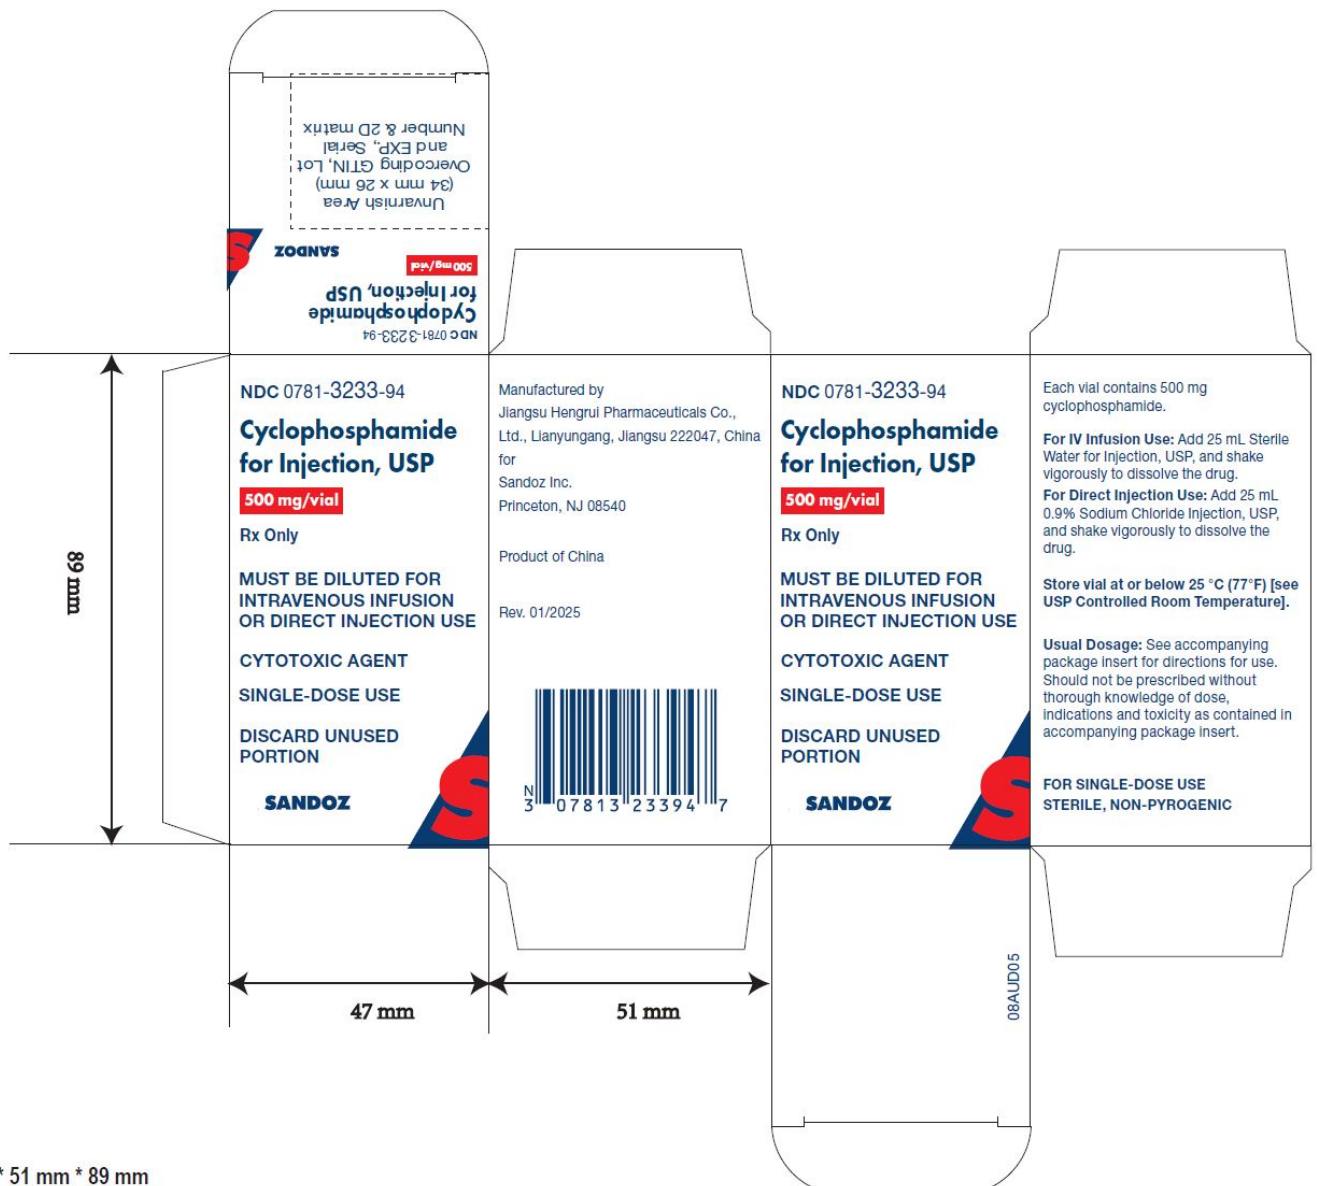 Unvarnish Area
(34 mm x 26 mm)
Overcoding GTIN, Lot
and EXP., Serial
Number & 2D matrix
S
SANDOZ
500 mg/vial
Cyclophosphamide
for Injection, USP
NDC 0781-3233-94
89 mm
NDC 0781-3233-94
Cyclophosphamide
for Injection, USP
500 mg/vial
Rx Only
MUST BE DILUTED FOR
INTRAVENOUS INFUSION
OR DIRECT INJECTION USE
CYTOTOXIC AGENT
SINGLE-DOSE USE
DISCARD UNUSED
PORTION
SANDOZ
S
Manufactured by
Jiangsu Hengrui Pharmaceuticals Co.,
Ltd., Lianyungang, Jiangsu 222047, China
for
Sandoz Inc.
Princeton, NJ 08540
Product of China
Rev. 01/2025
N
3 07813 23394 7
NDC 0781-3233-94
Cyclophosphamide
for Injection, USP
500 mg/vial
Rx Only
MUST BE DILUTED FOR
INTRAVENOUS INFUSION
OR DIRECT INJECTION USE
CYTOTOXIC AGENT
SINGLE-DOSE USE
DISCARD UNUSED
PORTION
SANDOZ
S
Each vial contains 500 mg
cyclophosphamide.
For IV Infusion Use: Add 25 mL Sterile
Water for Injection, USP, and shake
vigorously to dissolve the drug.
For Direct Injection Use: Add 25 mL
0.9% Sodium Chloride Injection, USP,
and shake vigorously to dissolve the
drug.
Store vial at or below 25 °C (77°F) [see
USP Controlled Room Temperature].
Usual Dosage: See accompanying
package insert for directions for use.
Should not be prescribed without
thorough knowledge of dose,
indications and toxicity as contained in
accompanying package insert.
FOR SINGLE-DOSE USE
STERILE, NON-PYROGENIC
47 mm
51 mm
08AUD05
* 51 mm * 89 mm